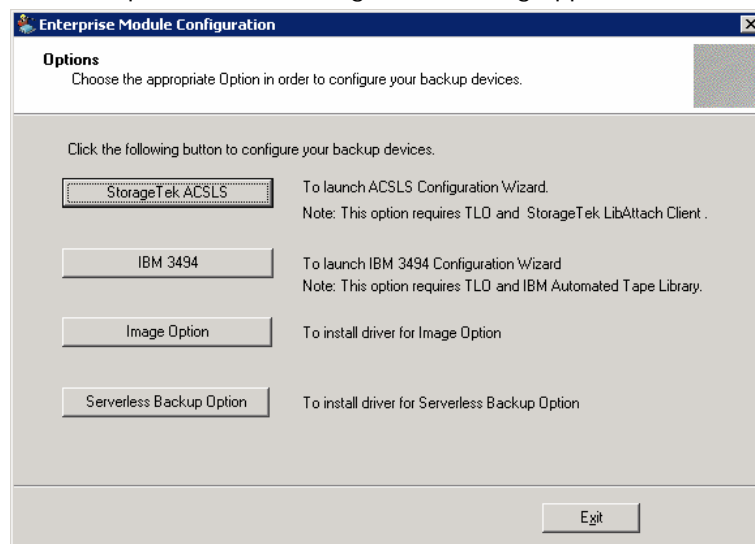 Enterprise Module Configuration
Options
Choose the appropriate Option in order to configure your backup devices.
Click the following button to configure your backup devices.
StorageTek ACSLS
To launch ACSLS Configuration Wizard.
Note: This option requires TLO and StorageTek LibAttach Client .
IBM 3494
To launch IBM 3494 Configuration Wizard
Note: This option requires TLO and IBM Automated Tape Library.
Image Option
To install driver for Image Option
Serverless Backup Option
To install driver for Serverless Backup Option
Exit